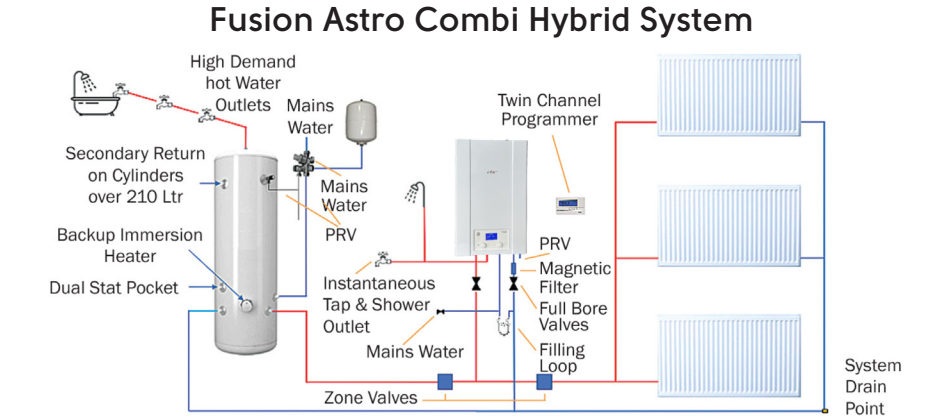 Fusion Astro Combi Hybrid System
High Demand
hot Water
Outlets
Mains
Water
Twin Channel
Programmer
Secondary Return
on Cylinders
over 210 Ltr
Mains
Water
PRV
Backup Immersion
Heater
Dual Stat Pocket
Instantaneous
Tap & Shower
Outlet
PRV
Magnetic
Filter
Full Bore
Valves
Mains Water
Filling
Loop
Zone Valves
System
Drain
Point